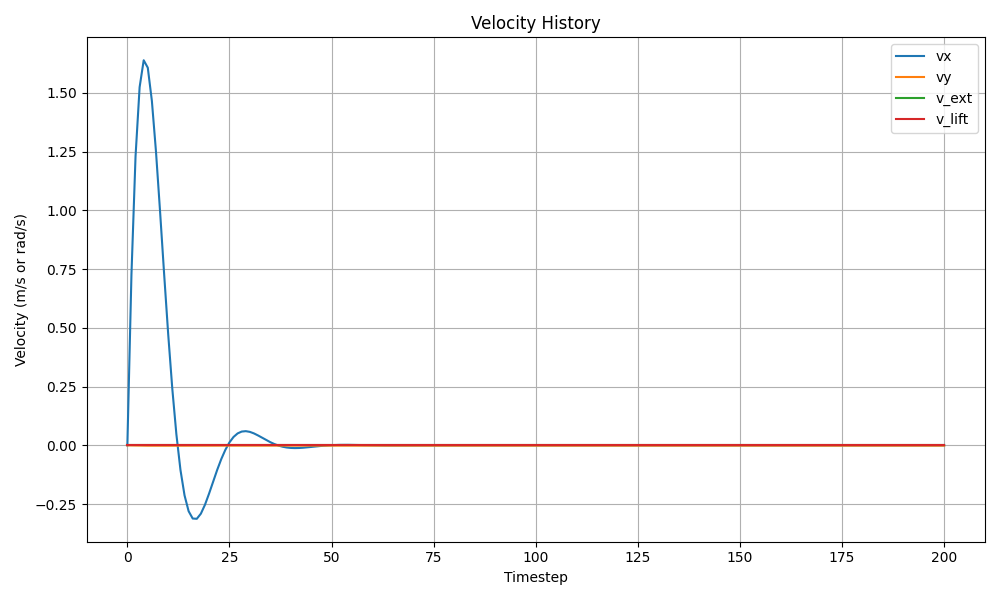 Velocity History
vx
vy
v_ext
v_lift
Velocity (m/s or rad/s)
1.50
1.25
1.00
0.75
0.50
0.25
0.00
−0.25
0 25 50 75 100 125 150 175 200
Timestep